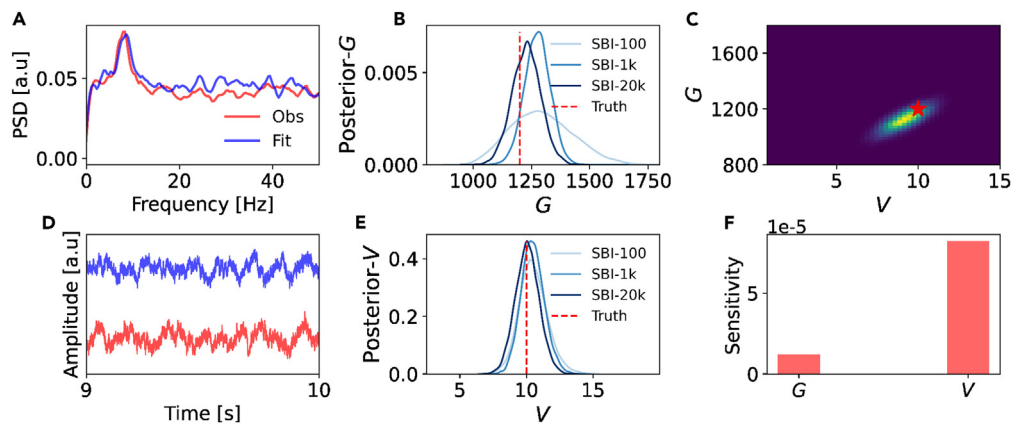 A
PSD [a.u]
0.05
0.00
Obs
Fit
0
20
40
Frequency [Hz]
B
Posterior-G
0.005
0.000
SBI-100
SBI-1k
SBI-20k
Truth
1000
1250
1500
1750
G
C
G
1600
1200
800
5
10
15
V
D
Amplitude [a.u]
9
10
Time [s]
E
Posterior-V
0.4
0.2
0.0
SBI-100
SBI-1k
SBI-20k
Truth
5
10
15
V
F
1e-5
Sensitivity
5
0
G
V